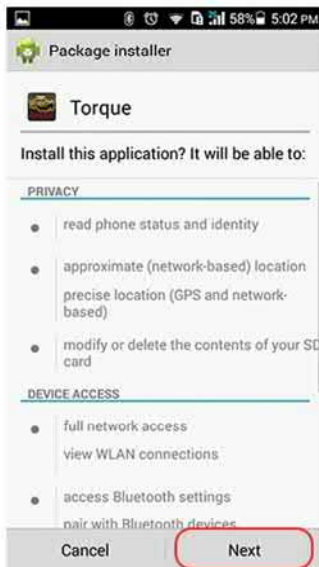 58% 5:02 PM
Package installer
Torque
Install this application? It will be able to:
PRIVACY
read phone status and identity
approximate (network-based) location
precise location (GPS and network-
based)
modify or delete the contents of your SD
card
DEVICE ACCESS
full network access
view WLAN connections
access Bluetooth settings
pair with Bluetooth devices
Cancel Next